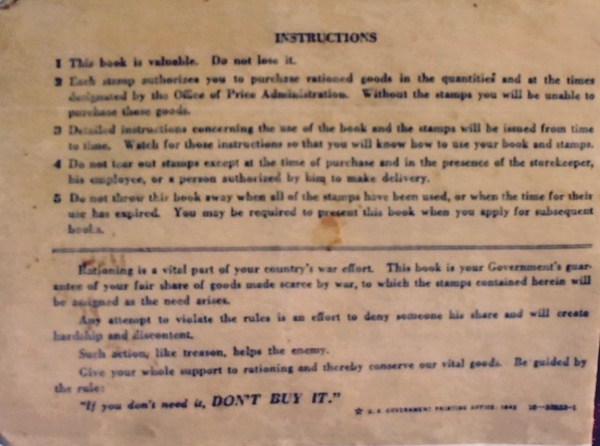 INSTRUCTIONS
1 This book is valuable. Do not lose it.
2 Each stamp authorizes you to purchase rationed goods in the quantities and at the times
designated by the Office of Price Administration. Without the stamps you will be unable to
purchase those goods.
3 Detailed instructions concerning the use of the book and the stamps will be issued from time
to time. Watch for those instructions so that you will know how to use your book and stamps.
4 Do not tear out stamps except at the time of purchase and in the presence of the storekeeper,
his employee, or a person authorized by him to make delivery.
5 Do not throw this book away when all of the stamps have been used, or when the time for their
use has expired. You may be required to present this book when you apply for subsequent
books.
Rationing is a vital part of your country's war effort. This book is your Government's guar-
antee of your fair share of goods made scarce by war, to which the stamps contained herein will
be assigned as the need arises.
Any attempt to violate the rules is an effort to deny someone his share and will create
hardship and discontent.
Such action, like treason, helps the enemy.
Give your whole support to rationing and thereby conserve our vital goods. Be guided by
the rule:
"If you don't need it, DON'T BUY IT."
☆ U.S. GOVERNMENT PRINTING OFFICE: 1942